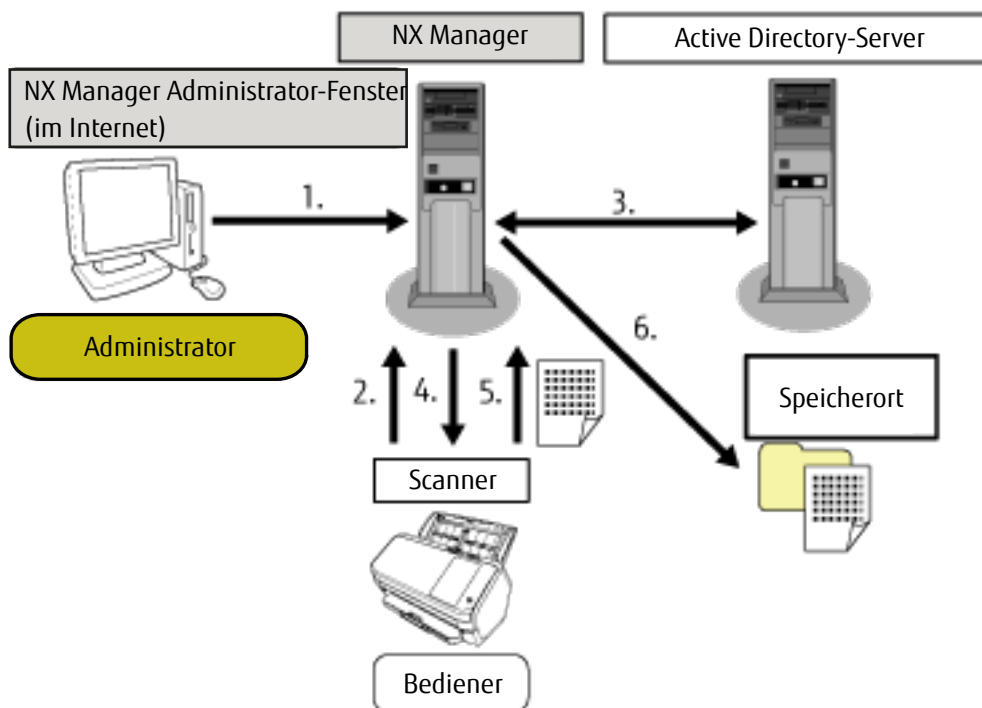 NX Manager
Active Directory-Server
NX Manager Administrator-Fenster
(im Internet)
1.
3.
Administrator
6.
2.
4.
5.
Speicherort
Scanner
Bediener